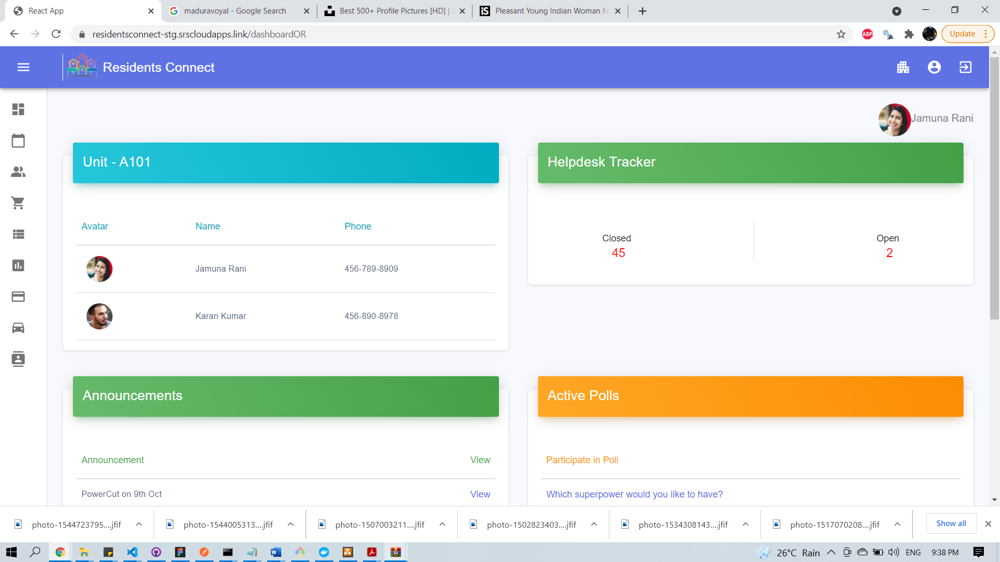 React App
maduravoyal - Google Search
Best 500+ Profile Pictures [HD] |
Pleasant Young Indian Woman Fr
residentsconnect-stg.srscloudapps.link/dashboardOR
ABP
Update
Residents Connect
Jamuna Rani
Unit - A101
Avatar Name Phone
Jamuna Rani 456-789-8909
Karan Kumar 456-890-8978
Helpdesk Tracker
Closed
45
Open
2
Announcements
Announcement View
PowerCut on 9th Oct View
Active Polls
Participate in Poll
Which superpower would you like to have?
photo-1544723795....jfif
photo-1544005313....jfif
photo-1507003211....jfif
photo-1502823403....jfif
photo-1534308143....jfif
photo-1517070208....jfif
Show all
26°C Rain
ENG
9:38 PM